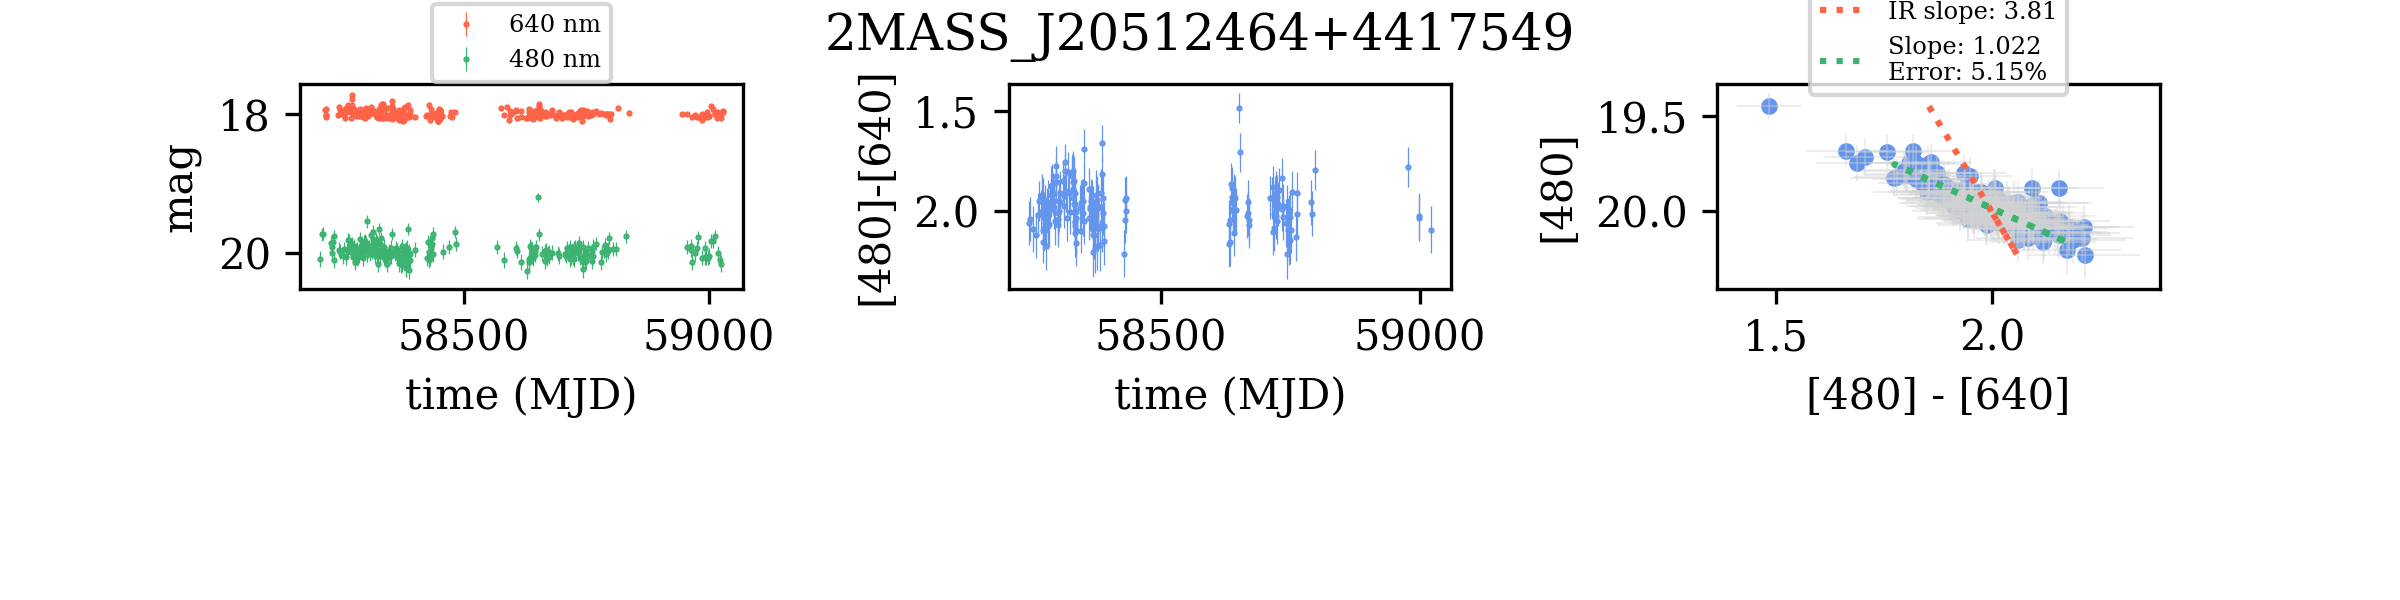 2MASS_J20512464+4417549
640 nm
480 nm
mag
18
20
58500
59000
time (MJD)
[480]-[640]
1.5
2.0
58500
59000
time (MJD)
IR slope: 3.81
Slope: 1.022
Error: 5.15%
[480]
19.5
20.0
1.5
2.0
[480] - [640]